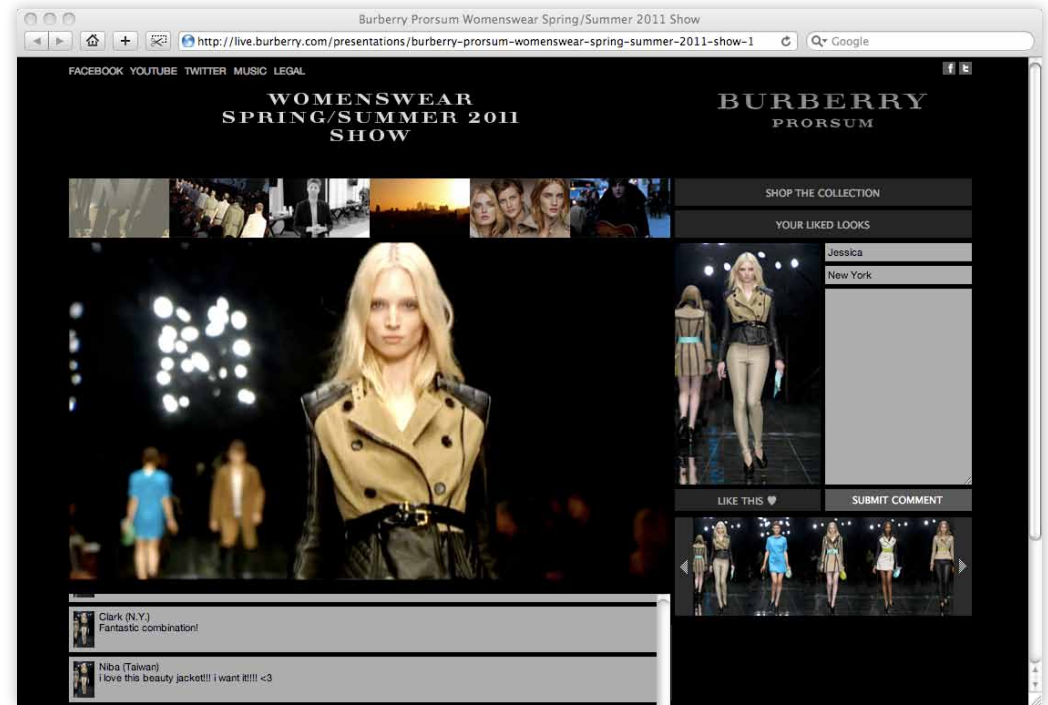 Burberry Prorsum Womenswear Spring/Summer 2011 Show
http://live.burberry.com/presentations/burberry-prorsum-womenswear-spring-summer-2011-show-1
Google
FACEBOOK YOUTUBE TWITTER MUSIC LEGAL
f t
WOMENSWEAR
SPRING/SUMMER 2011
SHOW
BURBERRY
PRORSUM
SHOP THE COLLECTION
YOUR LIKED LOOKS
Jessica
New York
LIKE THIS ♥
SUBMIT COMMENT
Clark (N.Y.)
Fantastic combination!
Niba (Taiwan)
i love this beauty jacket!!! i want it!!!! <3